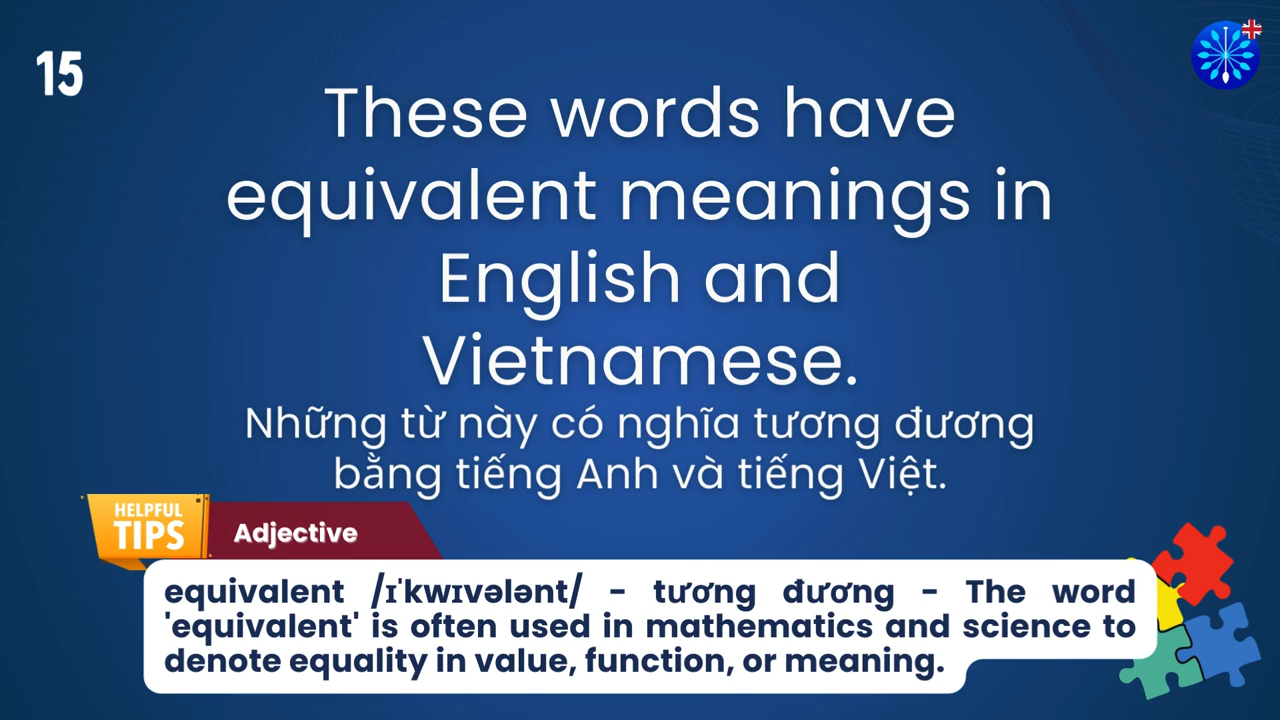 15
These words have
equivalent meanings in
English and
Vietnamese.
Những từ này có nghĩa tương đương
bằng tiếng Anh và tiếng Việt.
HELPFUL
TIPS
Adjective
equivalent /ɪˈkwɪvələnt/ - tương đương - The word
'equivalent' is often used in mathematics and science to
denote equality in value, function, or meaning.